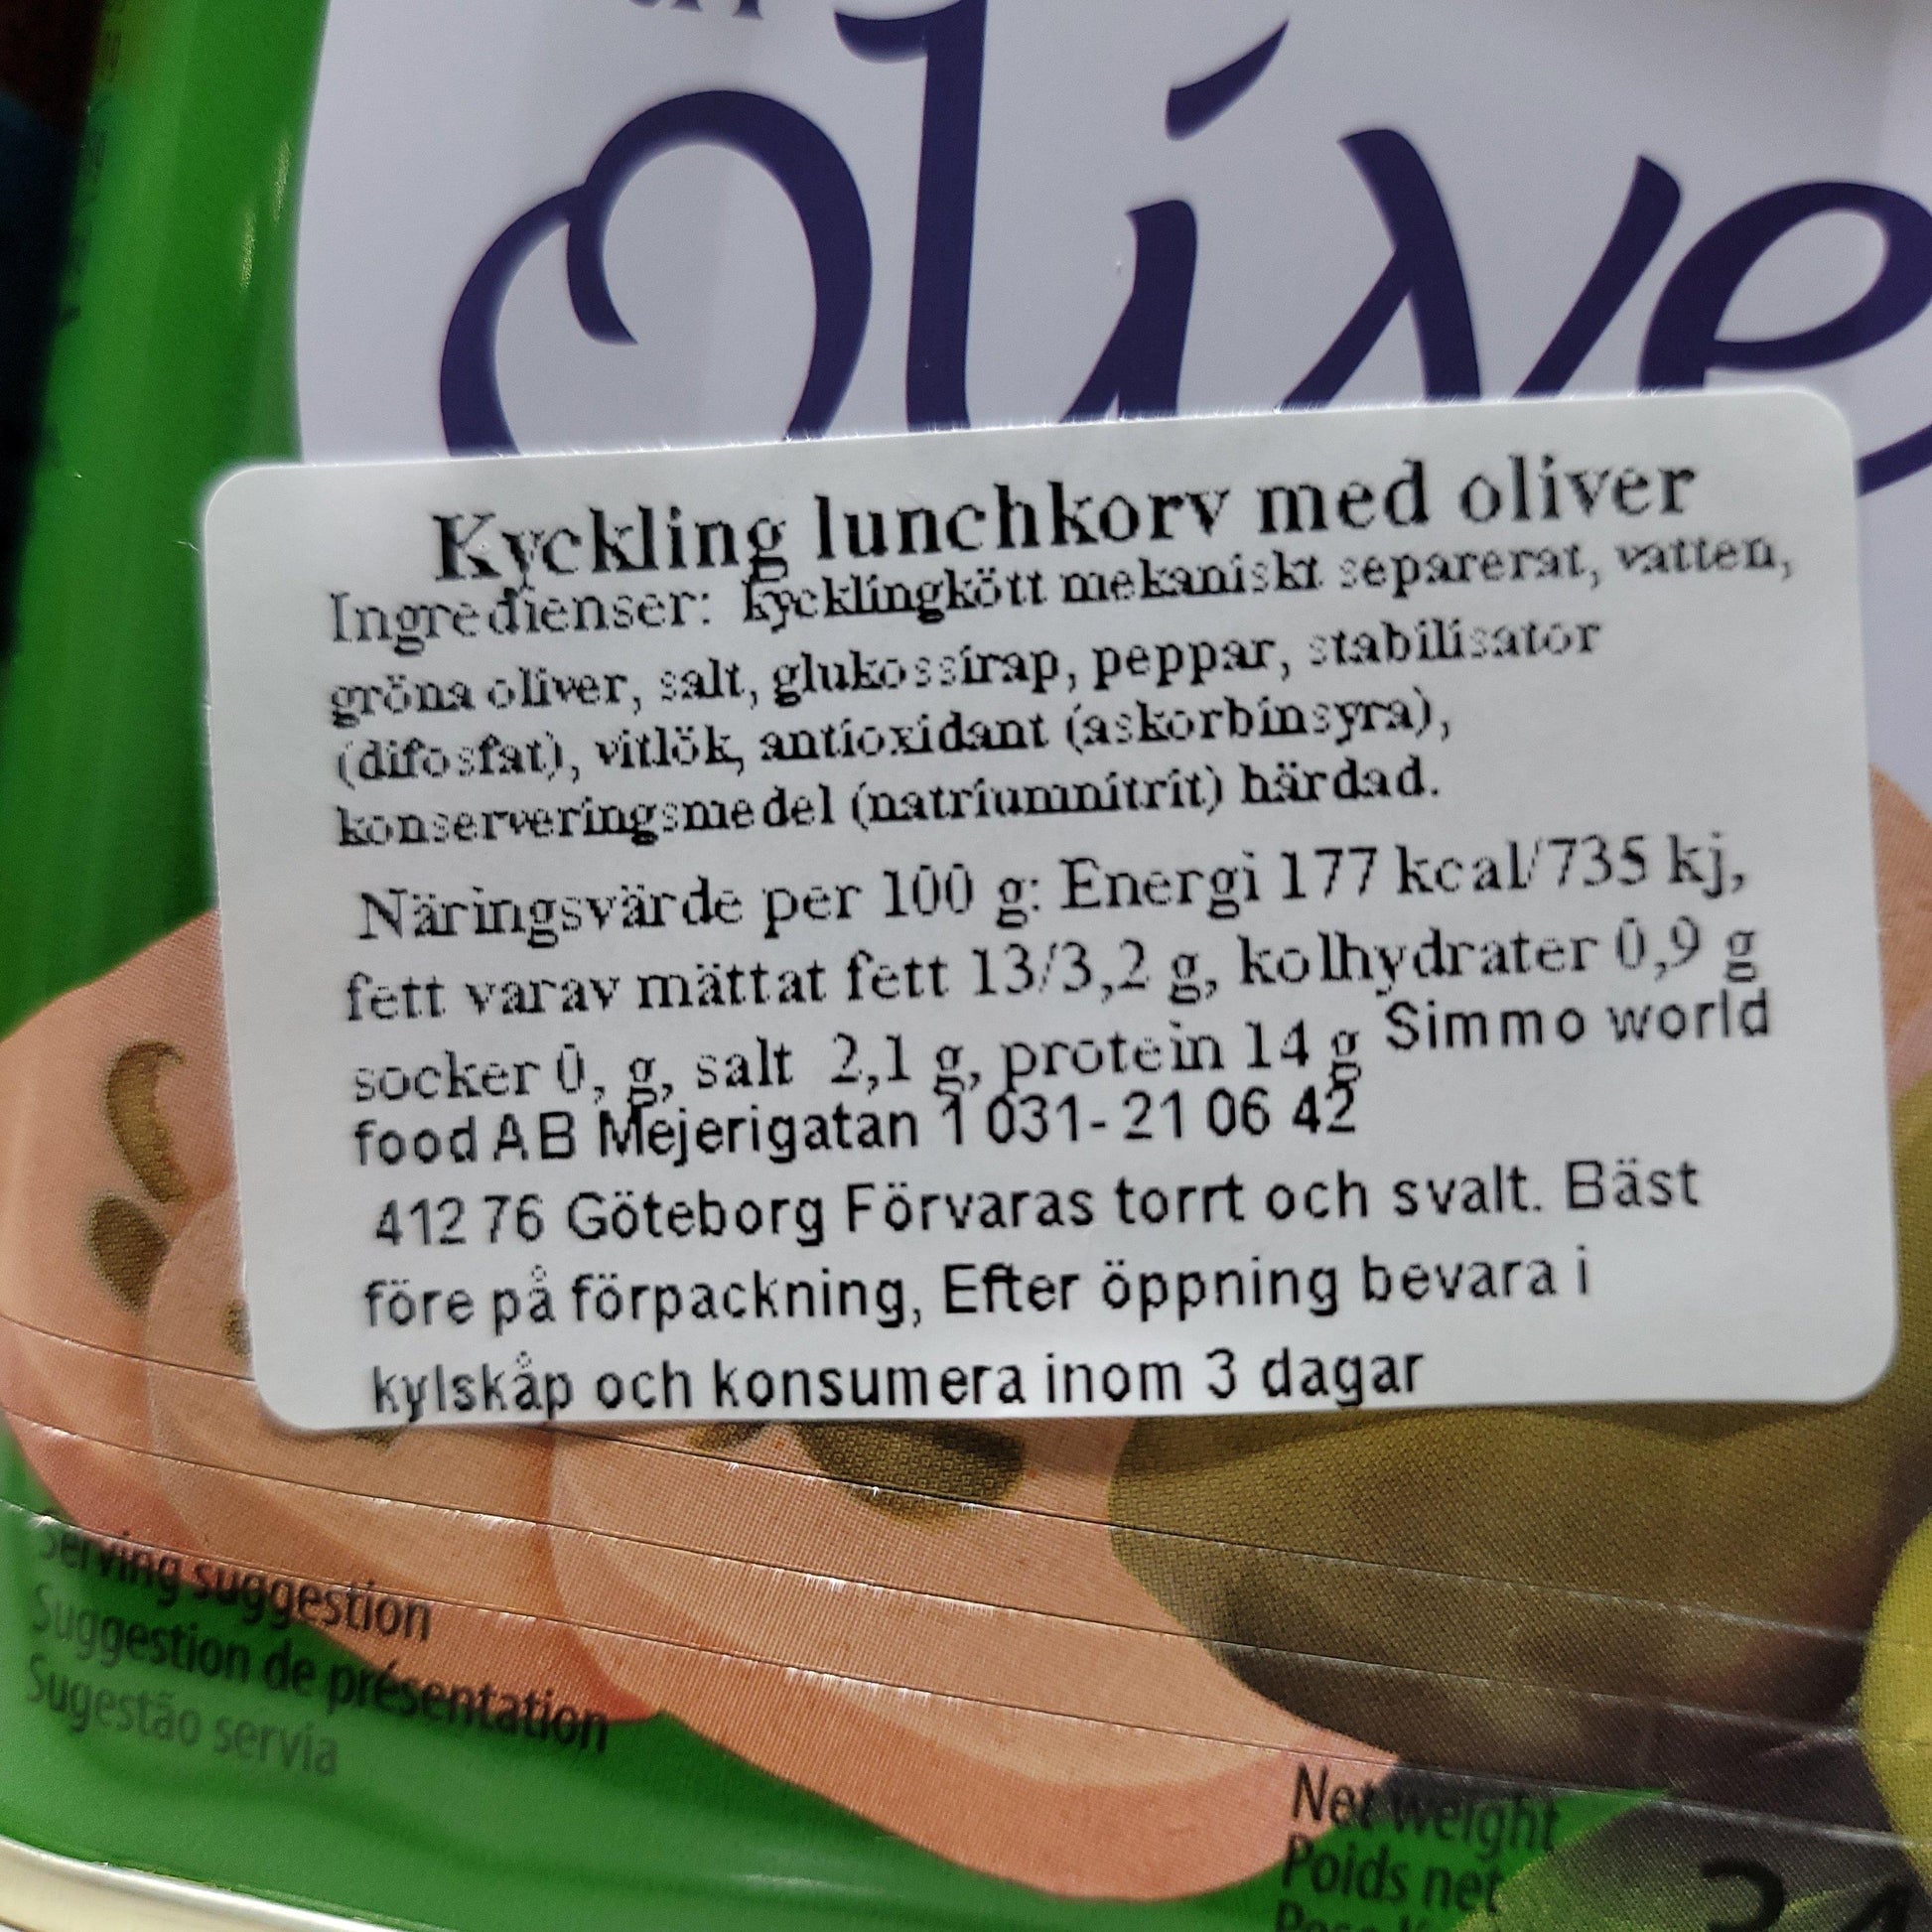 Olive
Kyckling lunchkorv med oliver
Ingredienser: kycklingkött mekaniskt separerat, vatten,
gröna oliver, salt, glukossirap, peppar, stabilisator
(difosfat), vitlök, antioxidant (askorbinsyra),
konserveringsmedel (natriumnitrit) härdad.
Näringsvärde per 100 g: Energi 177 kcal/735 kj,
fett varav mättat fett 13/3,2 g, kolhydrater 0,9 g
socker 0, g, salt 2,1 g, protein 14 g Simmo world
food AB Mejerigatan 1 031- 21 06 42
412 76 Göteborg Förvaras torrt och svalt. Bäst
före på förpackning, Efter öppning bevara i
kylskåp och konsumera inom 3 dagar
Serving suggestion
Suggestion de présentation
Sugestão servia
Net weight
Poids net